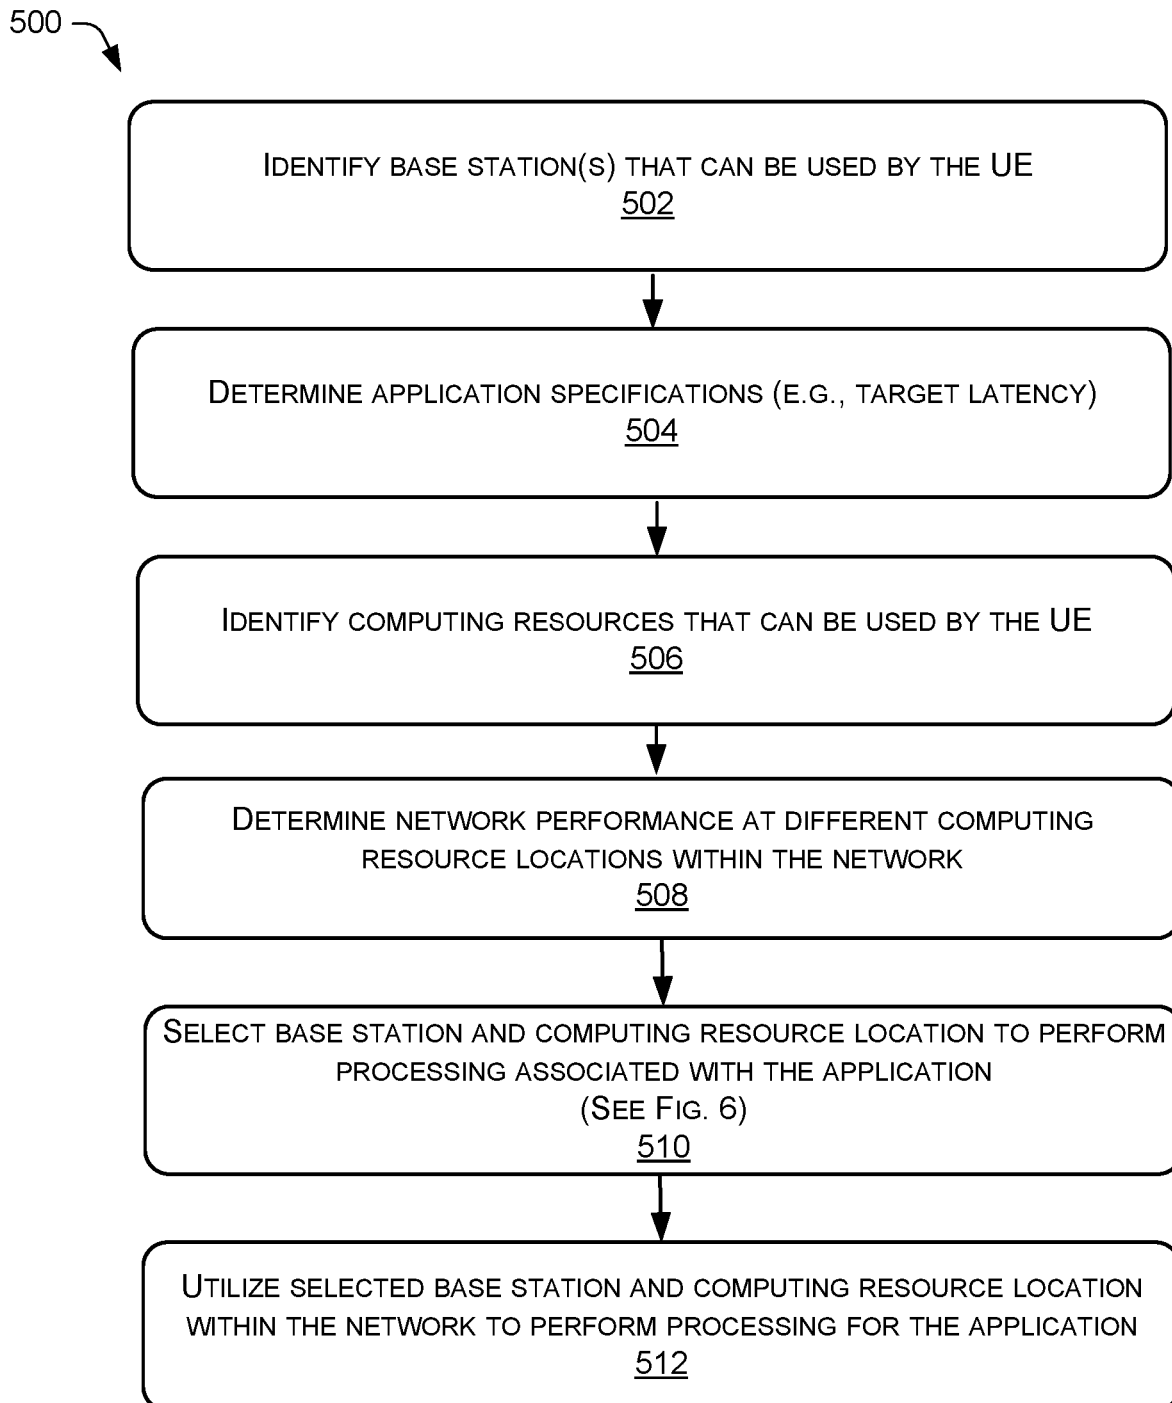 500
IDENTIFY BASE STATION(S) THAT CAN BE USED BY THE UE
502
DETERMINE APPLICATION SPECIFICATIONS (E.G., TARGET LATENCY)
504
IDENTIFY COMPUTING RESOURCES THAT CAN BE USED BY THE UE
506
DETERMINE NETWORK PERFORMANCE AT DIFFERENT COMPUTING
RESOURCE LOCATIONS WITHIN THE NETWORK
508
SELECT BASE STATION AND COMPUTING RESOURCE LOCATION TO PERFORM
PROCESSING ASSOCIATED WITH THE APPLICATION
(SEE FIG. 6)
510
UTILIZE SELECTED BASE STATION AND COMPUTING RESOURCE LOCATION
WITHIN THE NETWORK TO PERFORM PROCESSING FOR THE APPLICATION
512